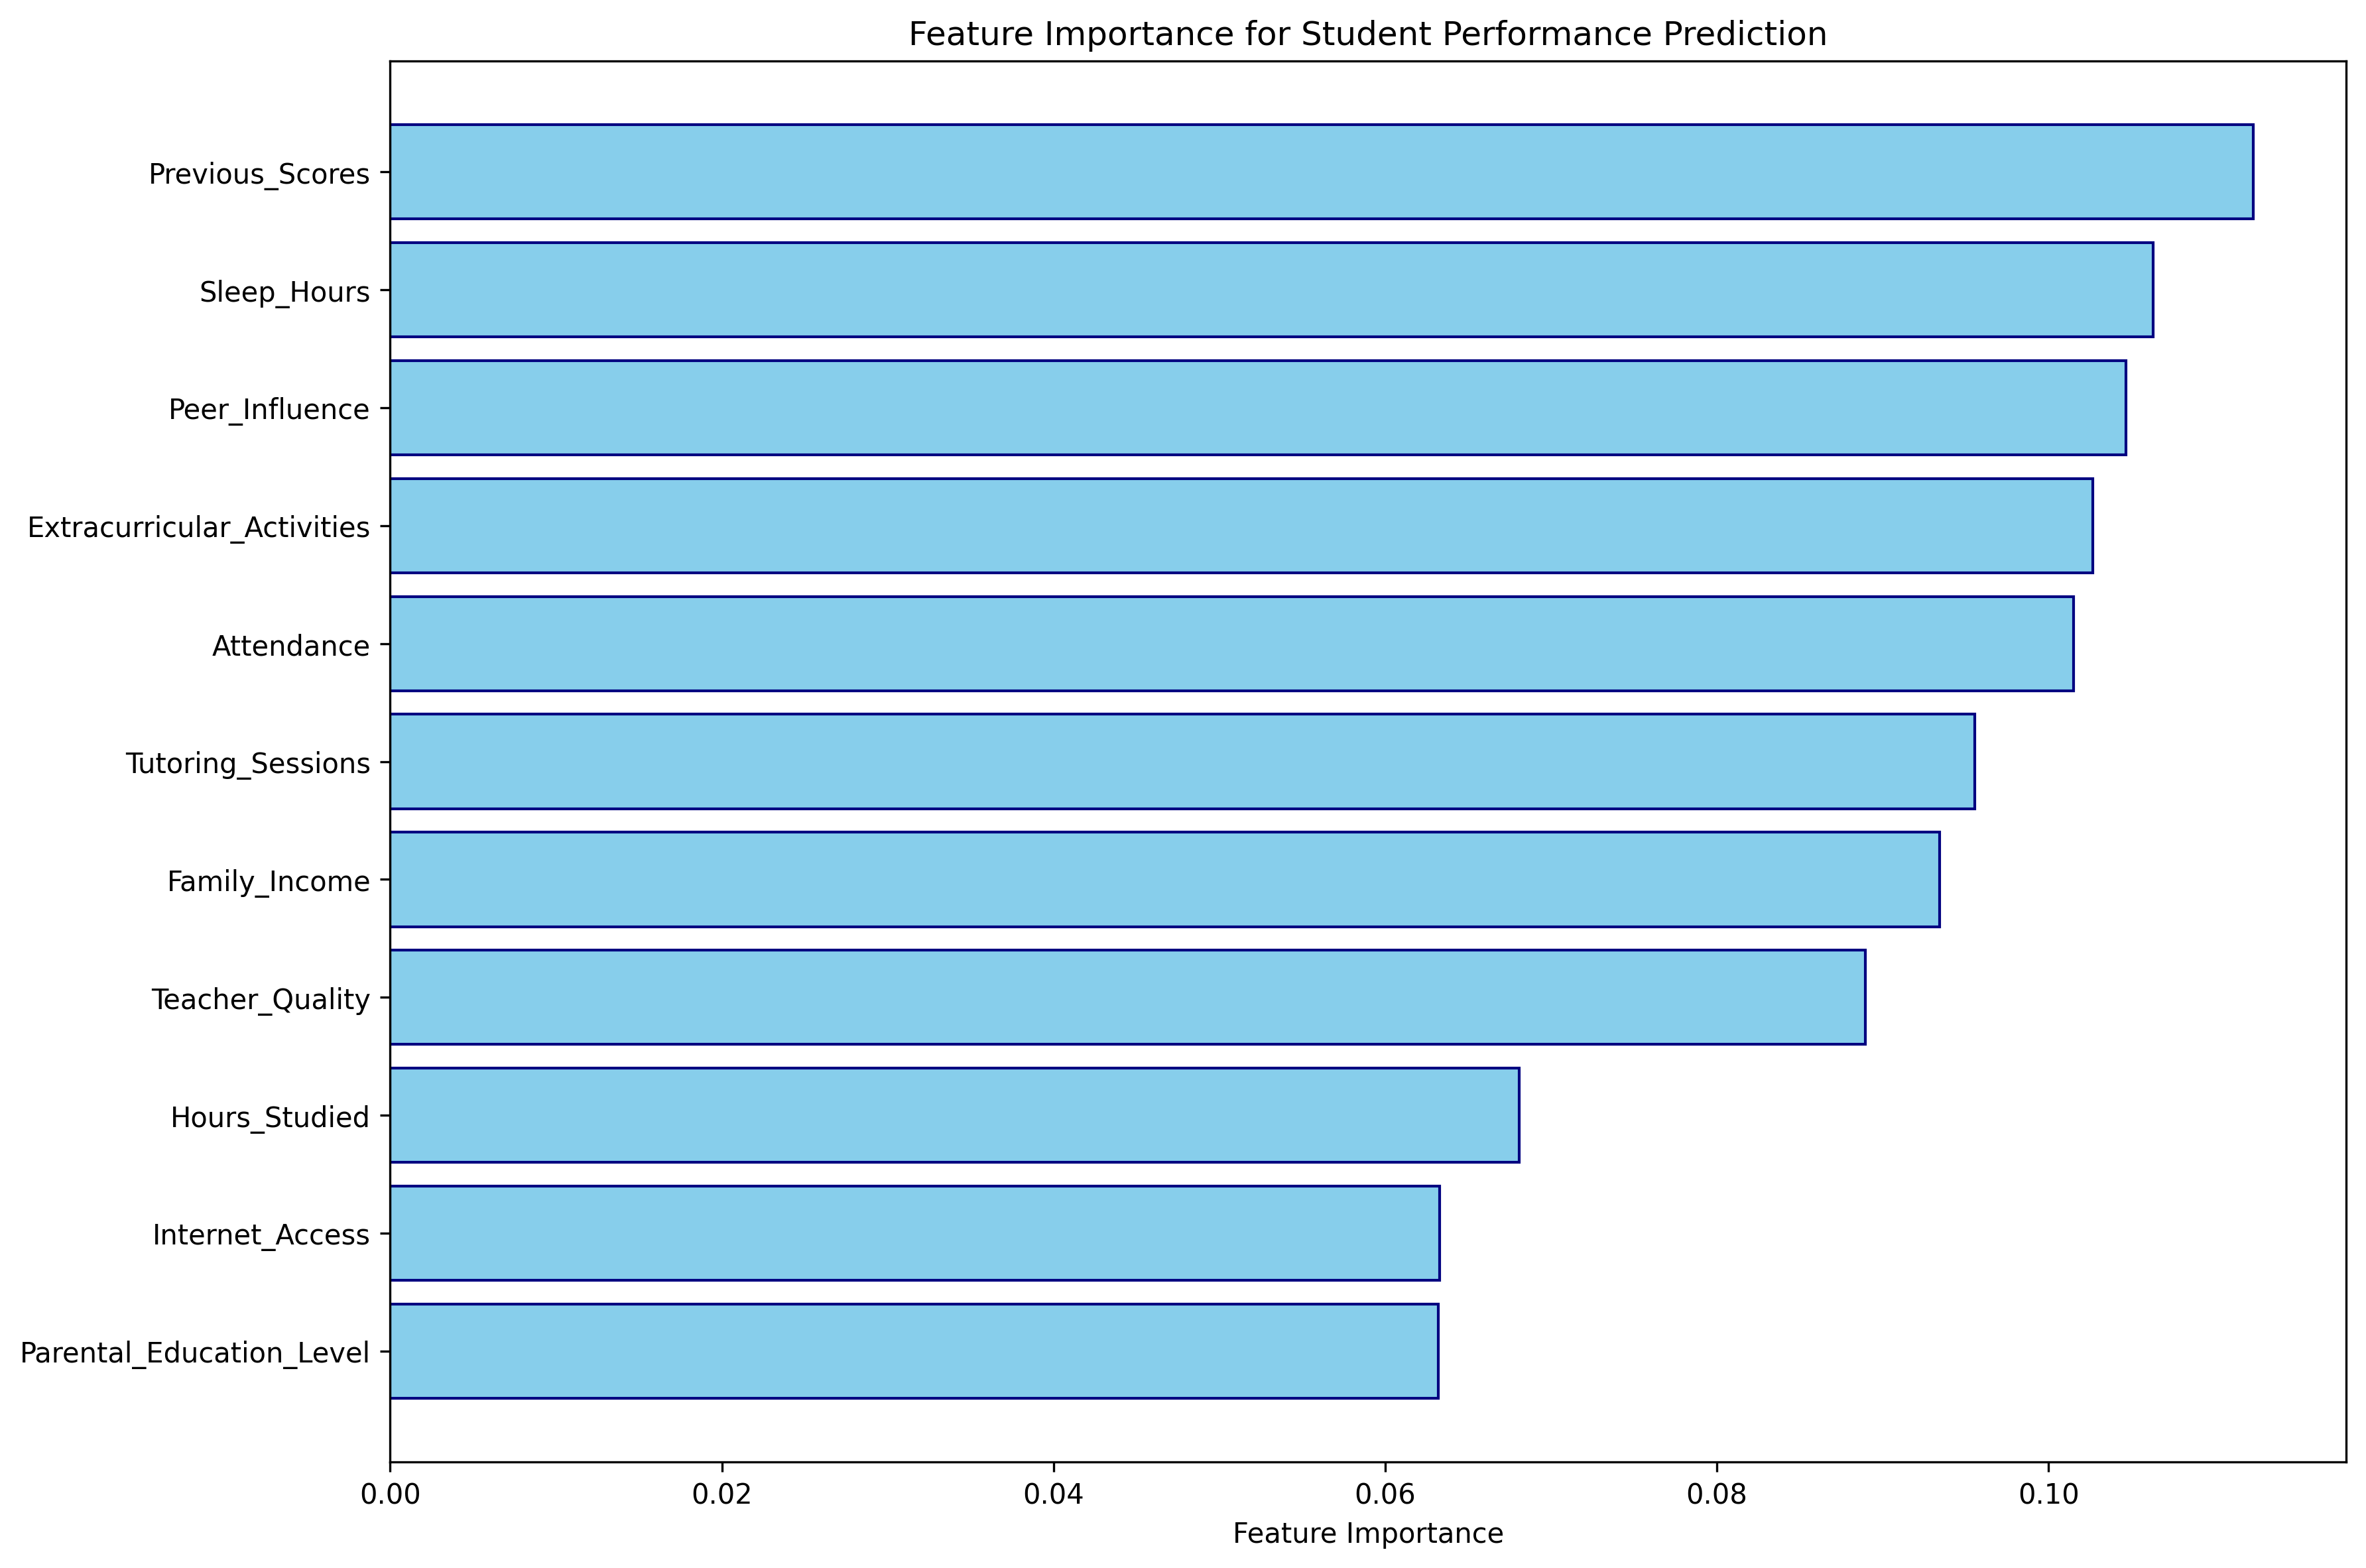 Feature Importance for Student Performance Prediction
Previous_Scores
Sleep_Hours
Peer_Influence
Extracurricular_Activities
Attendance
Tutoring_Sessions
Family_Income
Teacher_Quality
Hours_Studied
Internet_Access
Parental_Education_Level
0.00 0.02 0.04 0.06 0.08 0.10
Feature Importance